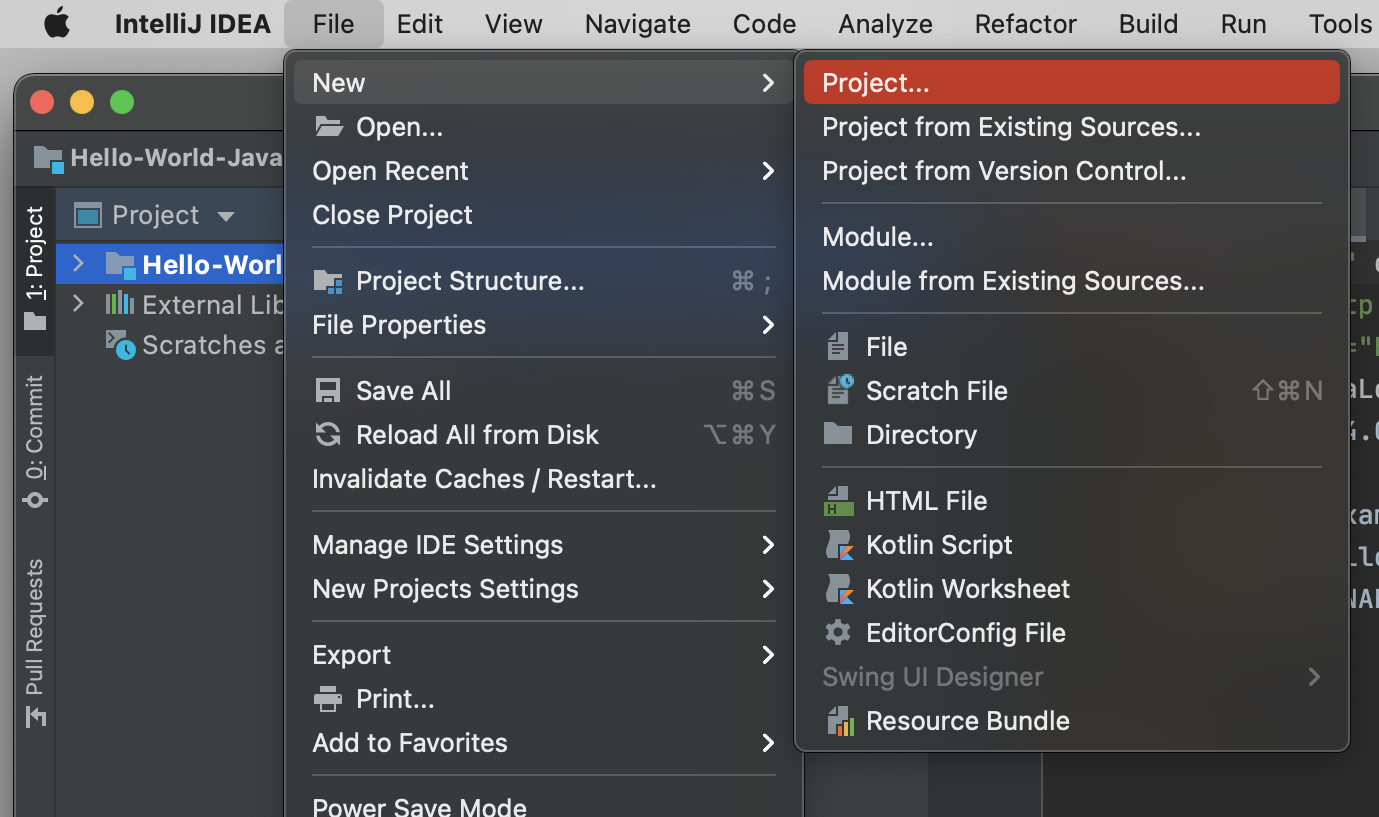 IntelliJ IDEA File Edit View Navigate Code Analyze Refactor Build Run Tools
Hello-World-Java
Project
1: Project
Hello-Worl
External Lib
Scratches a
0: Commit
Pull Requests
New
Open...
Open Recent
Close Project
Project Structure... ⌘ ;
File Properties
Save All ⌘ S
Reload All from Disk ⌥ ⌘ Y
Invalidate Caches / Restart...
Manage IDE Settings
New Projects Settings
Export
Print...
Add to Favorites
Power Save Mode
Project...
Project from Existing Sources...
Project from Version Control...
Module...
Module from Existing Sources...
File
Scratch File ⇧ ⌘ N
Directory
HTML File
Kotlin Script
Kotlin Worksheet
EditorConfig File
Swing UI Designer
Resource Bundle